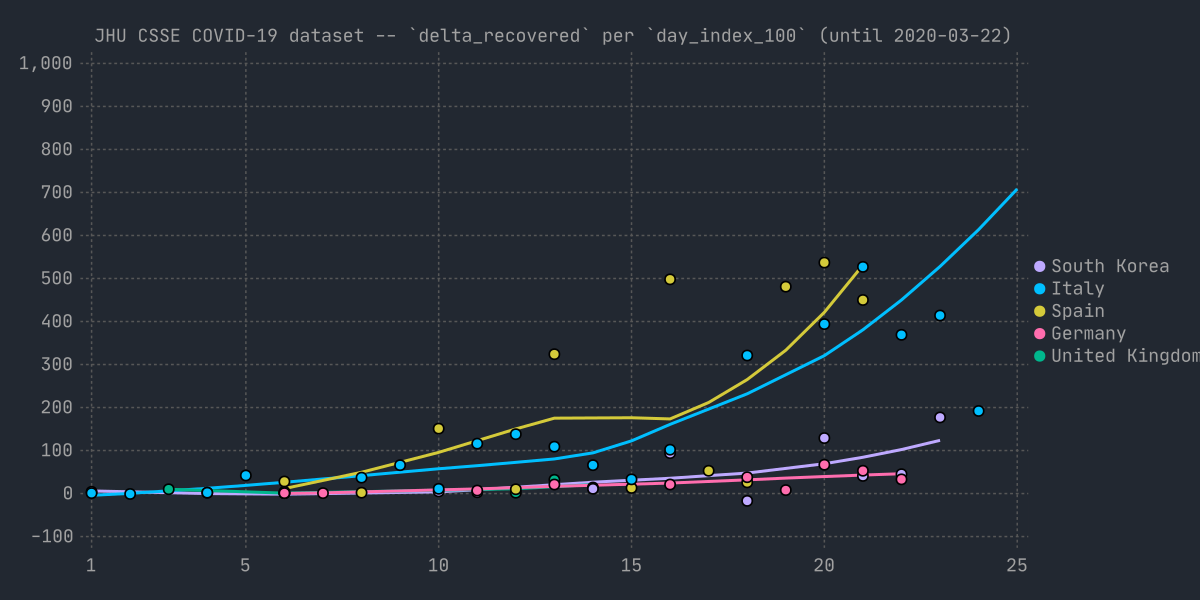 JHU CSSE COVID-19 dataset -- `delta_recovered` per `day_index_100` (until 2020-03-22)
1,000
900
800
700
600
500
400
300
200
100
0
-100
1 5 10 15 20 25
South Korea
Italy
Spain
Germany
United Kingdom